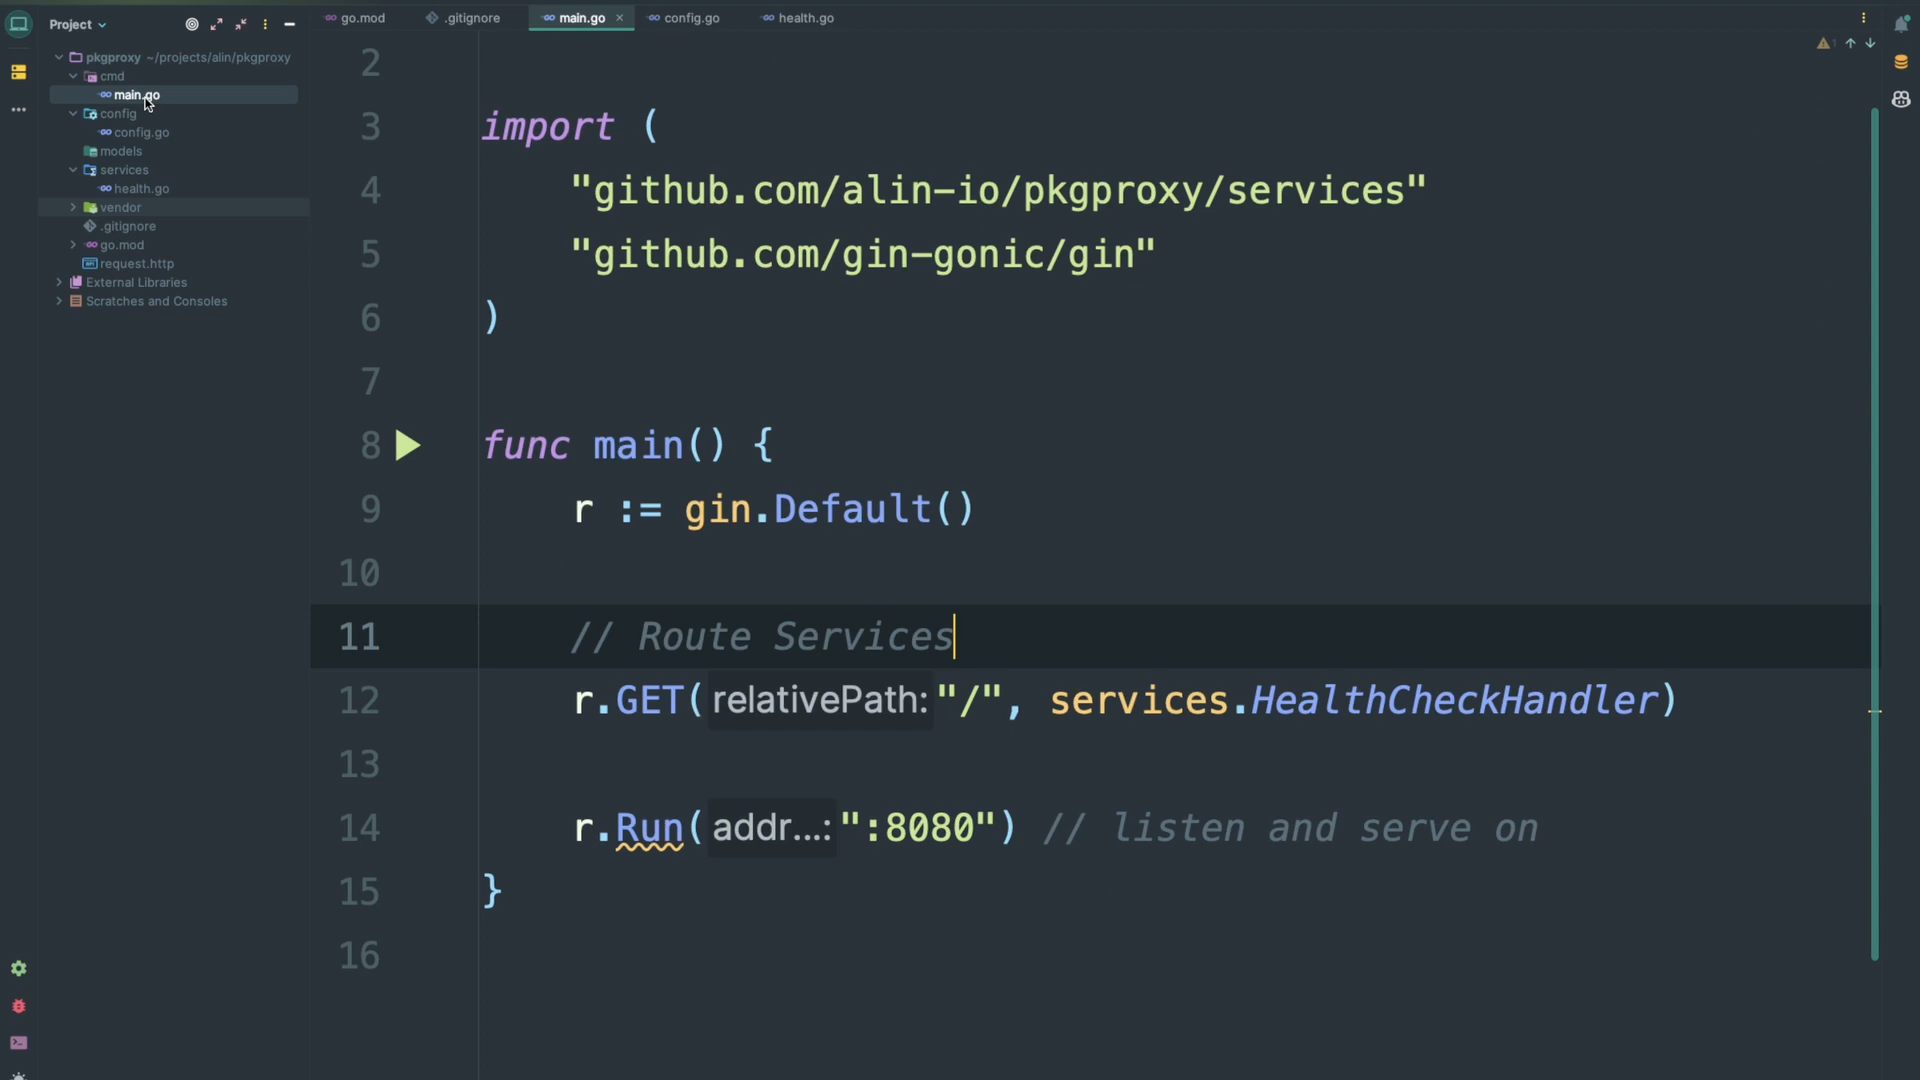 Project
go.mod
.gitignore
main.go
config.go
health.go
pkgproxy ~/projects/alin/pkgproxy
cmd
main.go
config
config.go
models
services
health.go
vendor
.gitignore
go.mod
request.http
External Libraries
Scratches and Consoles
1
2
3 import (
4 "github.com/alin-io/pkgproxy/services"
5 "github.com/gin-gonic/gin"
6 )
7
8 func main() {
9 r := gin.Default()
10
11 // Route Services
12 r.GET( relativePath: "/", services.HealthCheckHandler)
13
14 r.Run( addr...: ":8080") // listen and serve on
15 }
16